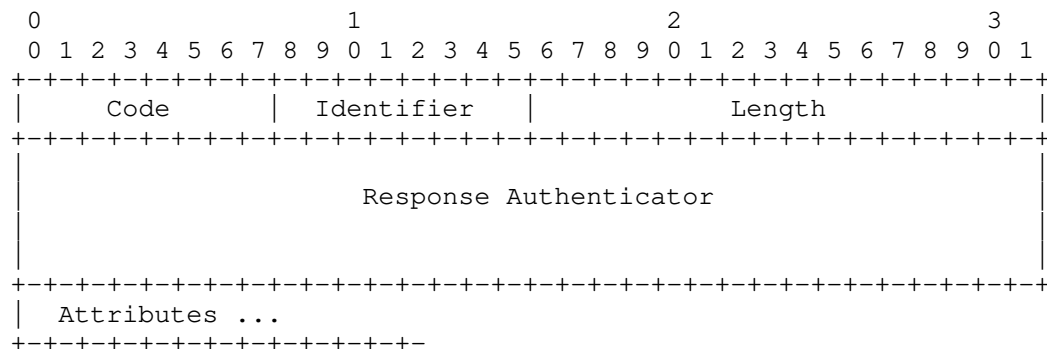 0                   1                   2                   3
 0 1 2 3 4 5 6 7 8 9 0 1 2 3 4 5 6 7 8 9 0 1 2 3 4 5 6 7 8 9 0 1
+-+-+-+-+-+-+-+-+-+-+-+-+-+-+-+-+-+-+-+-+-+-+-+-+-+-+-+-+-+-+-+-+
|     Code      |  Identifier   |            Length             |
+-+-+-+-+-+-+-+-+-+-+-+-+-+-+-+-+-+-+-+-+-+-+-+-+-+-+-+-+-+-+-+-+
|                                                               |
|                     Response Authenticator                    |
|                                                               |
|                                                               |
+-+-+-+-+-+-+-+-+-+-+-+-+-+-+-+-+-+-+-+-+-+-+-+-+-+-+-+-+-+-+-+-+
|  Attributes ...
+-+-+-+-+-+-+-+-+-+-+-+-+-